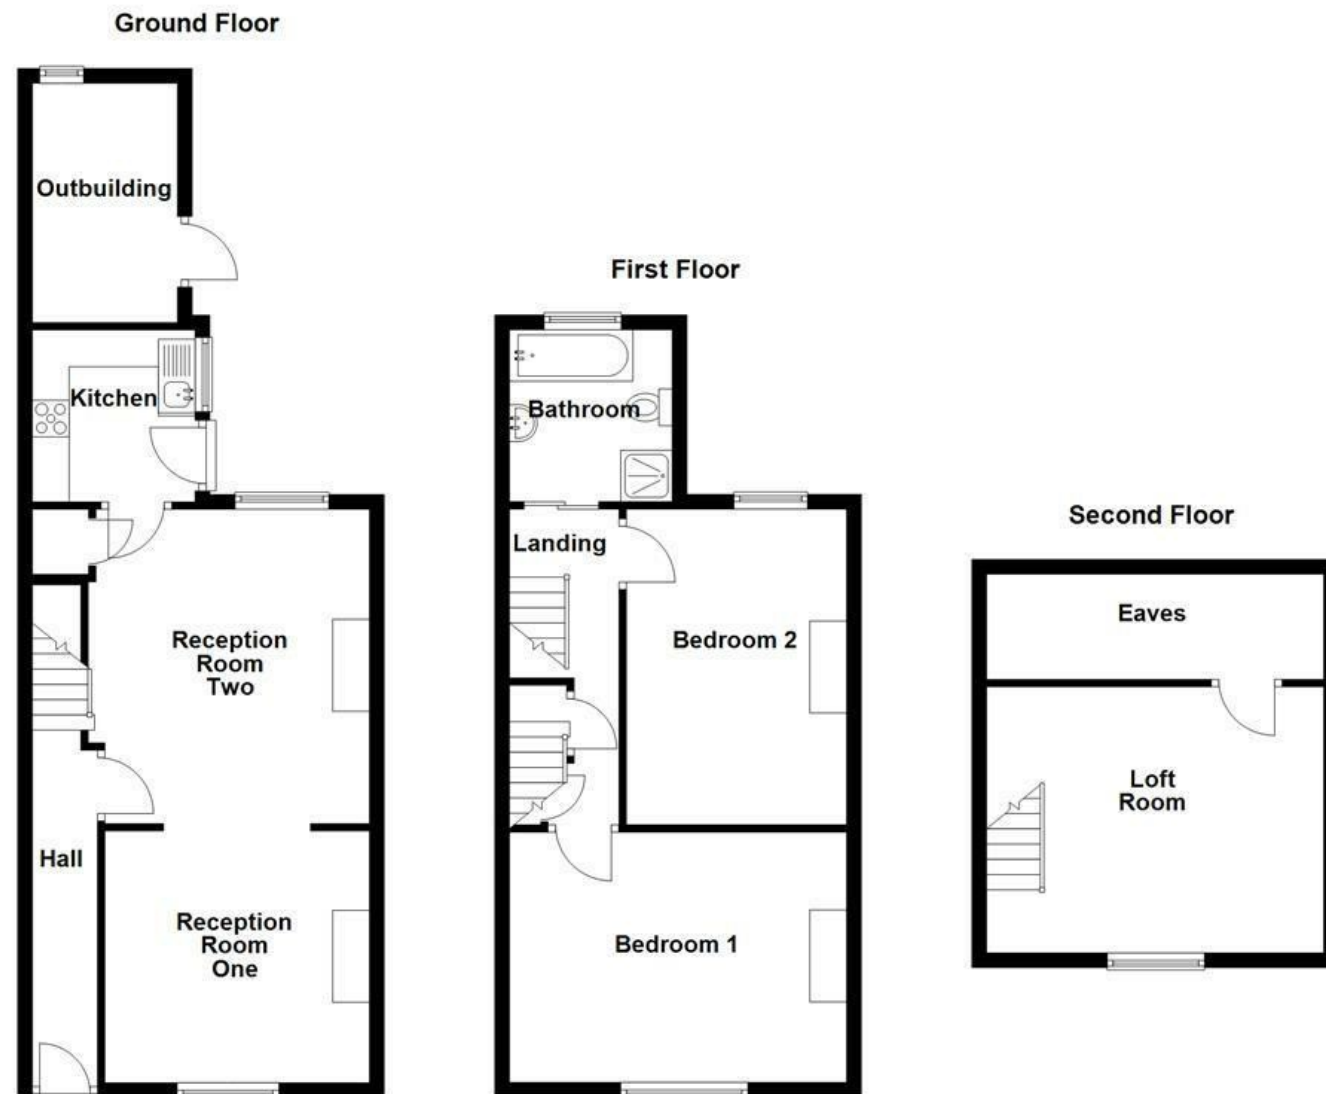 Ground Floor
Outbuilding
Kitchen
Reception
Room
Two
Hall
Reception
Room
One
First Floor
Bathroom
Landing
Bedroom 2
Bedroom 1
Second Floor
Eaves
Loft
Room